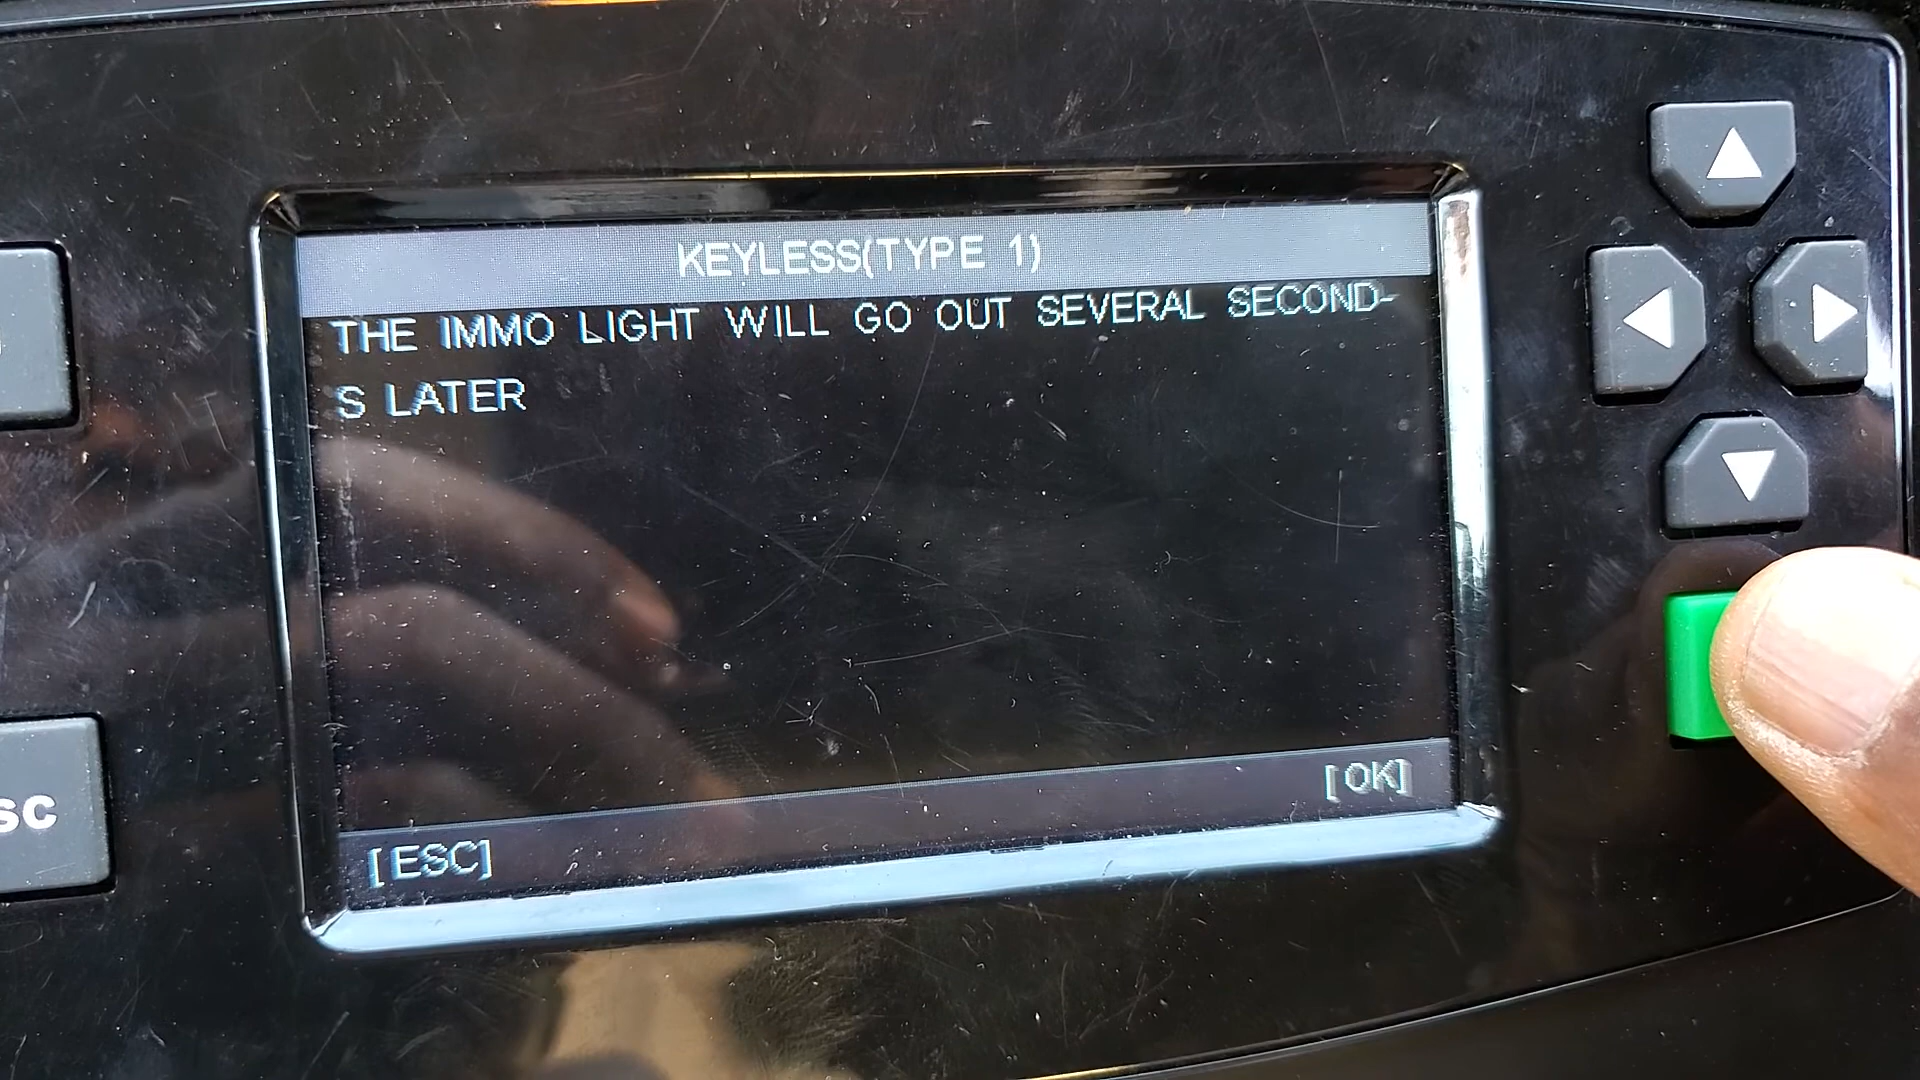 KEYLESS(TYPE 1)
THE IMMO LIGHT WILL GO OUT SEVERAL SECOND-
S LATER
[OK]
[ESC]
SC